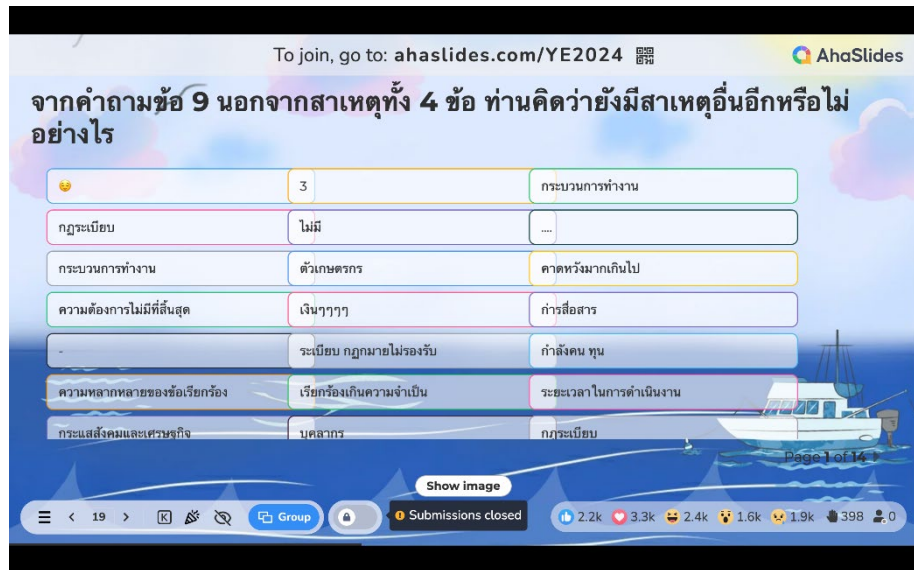 To join, go to: ahaslides.com/YE2024
AhaSlides
จากคำถามข้อ 9 นอกจากสาเหตุทั้ง 4 ข้อ ท่านคิดว่ายังมีสาเหตุอื่นอีกหรือไม่
อย่างไร
😌 3 กระบวนการทำงาน
กฎระเบียบ ไม่มี ....
กระบวนการทำงาน ตัวเกษตรกร คาดหวังมากเกินไป
ความต้องการไม่มีที่สิ้นสุด เงินๆๆๆๆ ก่ารสื่อสาร
- ระเบียบ กฎกมายไม่รองรับ กำลังคน ทุน
ความหลากหลายของข้อเรียกร้อง เรียกร้องเกินความจำเป็น ระยะเวลาในการดำเนินงาน
กระแสสังคมและเศรษฐกิจ บุคลากร กฎระเบียบ
Page 1 of 14
Show image
< 19 > K Group Submissions closed 2.2k 3.3k 2.4k 1.6k 1.9k 398 0